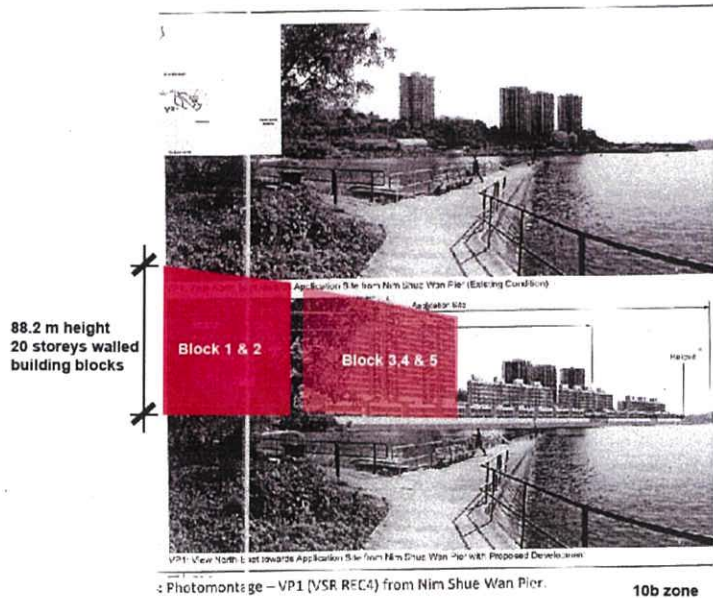 Application Site from Nim Shue Wan Pier (Existing Condition)
Application Site
88.2 m height
20 storeys walled
building blocks
Block 1 & 2
Block 3,4 & 5
VP1: View North-East towards Application Site from Nim Shue Wan Pier with Proposed Development
: Photomontage – VP1 (VSR REC4) from Nim Shue Wan Pier.
10b zone